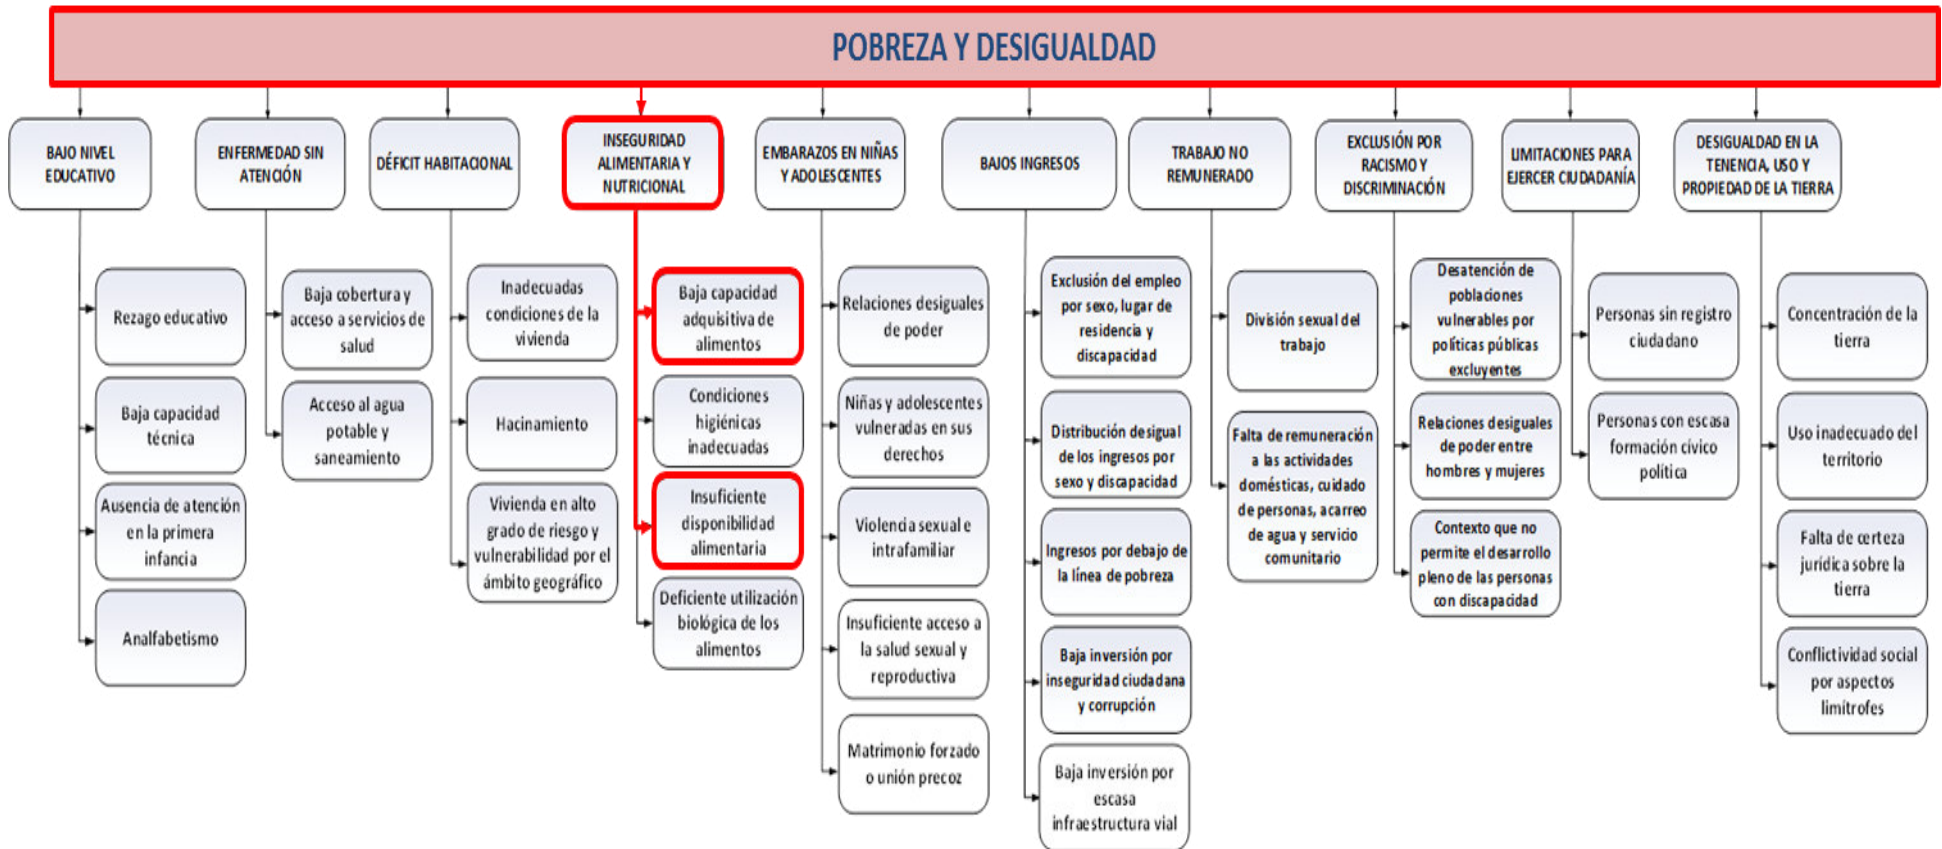 POBREZA Y DESIGUALDAD
BAJO NIVEL
EDUCATIVO
Rezago educativo
Baja capacidad
técnica
Ausencia de atención
en la primera
infancia
Analfabetismo
ENFERMEDAD SIN
ATENCIÓN
Baja cobertura y
acceso a servicios de
salud
Acceso al agua
potable y
saneamiento
DÉFICIT HABITACIONAL
Inadecuadas
condiciones de la
vivienda
Hacinamiento
Vivienda en alto
grado de riesgo y
vulnerabilidad por el
ámbito geográfico
INSEGURIDAD
ALIMENTARIA Y
NUTRICIONAL
Baja capacidad
adquisitiva de
alimentos
Condiciones
higiénicas
inadecuadas
Insuficiente
disponibilidad
alimentaria
Deficiente utilización
biológica de los
alimentos
EMBARAZOS EN NIÑAS
Y ADOLESCENTES
Relaciones desiguales
de poder
Niñas y adolescentes
vulneradas en sus
derechos
Violencia sexual e
intrafamiliar
Insuficiente acceso a
la salud sexual y
reproductiva
Matrimonio forzado
o unión precoz
BAJOS INGRESOS
Exclusión del empleo
por sexo, lugar de
residencia y
discapacidad
Distribución desigual
de los ingresos por
sexo y discapacidad
Ingresos por debajo de
la línea de pobreza
Baja inversión por
inseguridad ciudadana
y corrupción
Baja inversión por
escasa
infraestructura vial
TRABAJO NO
REMUNERADO
División sexual del
trabajo
Falta de remuneración
a las actividades
domésticas, cuidado
de personas, acarreo
de agua y servicio
comunitario
EXCLUSIÓN POR
RACISMO Y
DISCRIMINACIÓN
Desatención de
poblaciones
vulnerables por
políticas públicas
excluyentes
Relaciones desiguales
de poder entre
hombres y mujeres
Contexto que no
permite el desarrollo
pleno de las personas
con discapacidad
LIMITACIONES PARA
EJERCER CIUDADANÍA
Personas sin registro
ciudadano
Personas con escasa
formación cívico
política
DESIGUALDAD EN LA
TENENCIA, USO Y
PROPIEDAD DE LA TIERRA
Concentración de la
tierra
Uso inadecuado del
territorio
Falta de certeza
jurídica sobre la
tierra
Conflictividad social
por aspectos
limítrofes